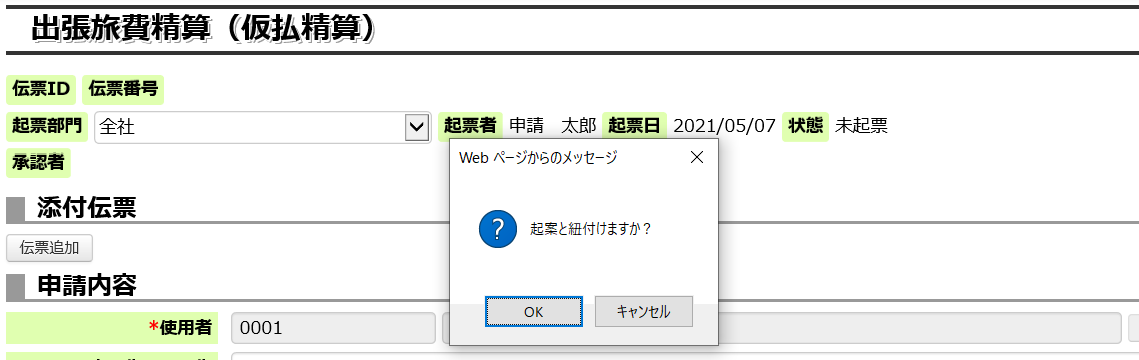 出張旅費精算（仮払精算）
伝票ID 伝票番号
起票部門 全社 起票者 申請　太郎 起票日 2021/05/07 状態 未起票
承認者
Web ページからのメッセージ
起案と紐付けますか？
OK キャンセル
添付伝票
伝票追加
申請内容
*使用者 0001